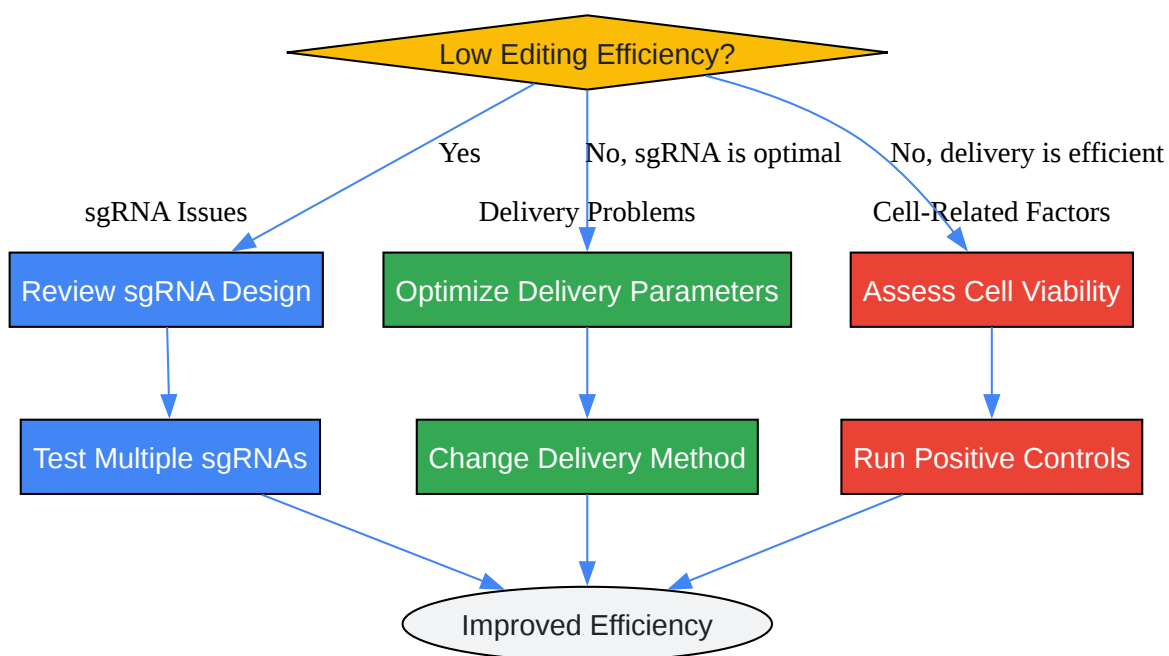 Low Editing Efficiency?
Yes
No, sgRNA is optimal
No, delivery is efficient
sgRNA Issues
Delivery Problems
Cell-Related Factors
Review sgRNA Design
Optimize Delivery Parameters
Assess Cell Viability
Test Multiple sgRNAs
Change Delivery Method
Run Positive Controls
Improved Efficiency